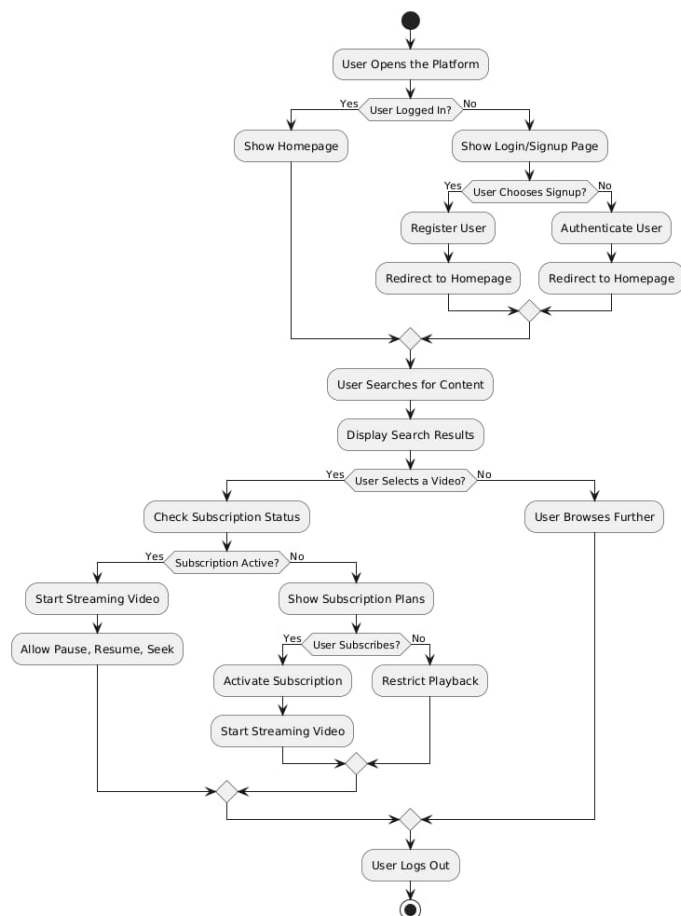 User Opens the Platform
User Logged In?
Yes
No
Show Homepage
Show Login/Signup Page
User Chooses Signup?
Yes
No
Register User
Authenticate User
Redirect to Homepage
Redirect to Homepage
User Searches for Content
Display Search Results
User Selects a Video?
Yes
No
Check Subscription Status
User Browses Further
Subscription Active?
Yes
No
Start Streaming Video
Show Subscription Plans
Allow Pause, Resume, Seek
User Subscribes?
Yes
No
Activate Subscription
Restrict Playback
Start Streaming Video
User Logs Out